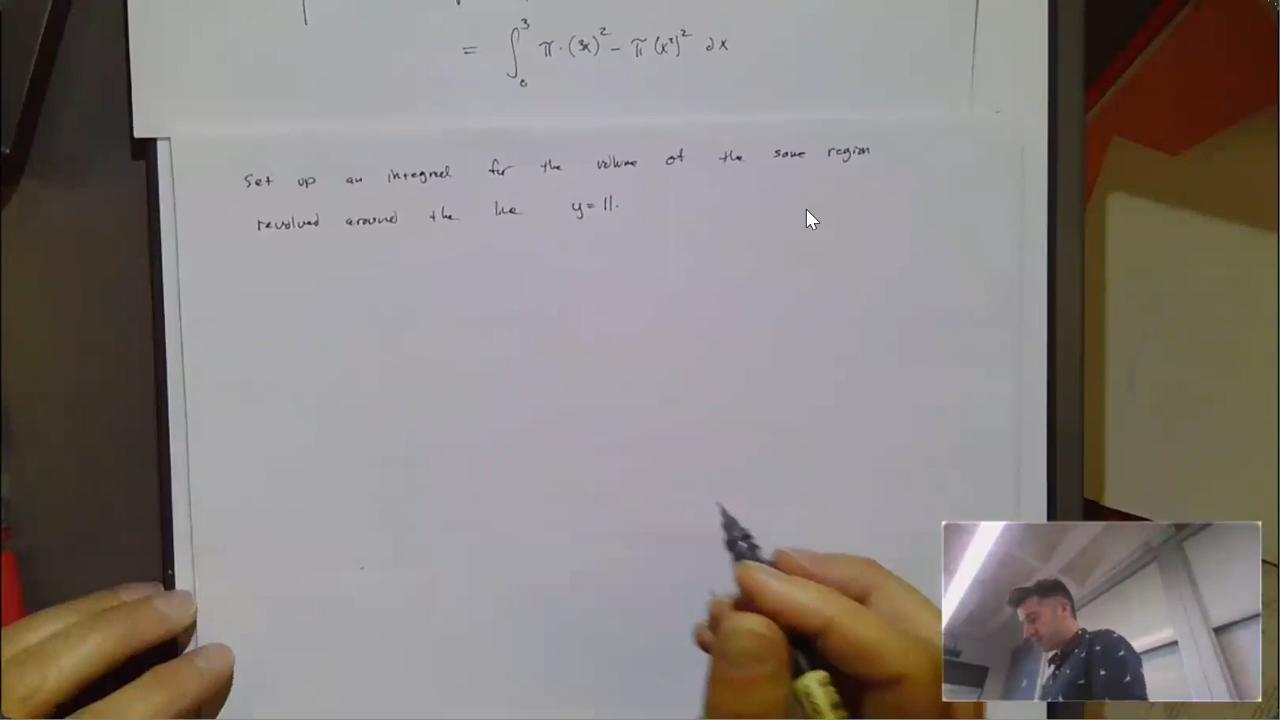 = ∫₀³ π·(3x)² − π(x²)² dx
Set up an integral for the volume of the same region
revolved around the line y = 11.